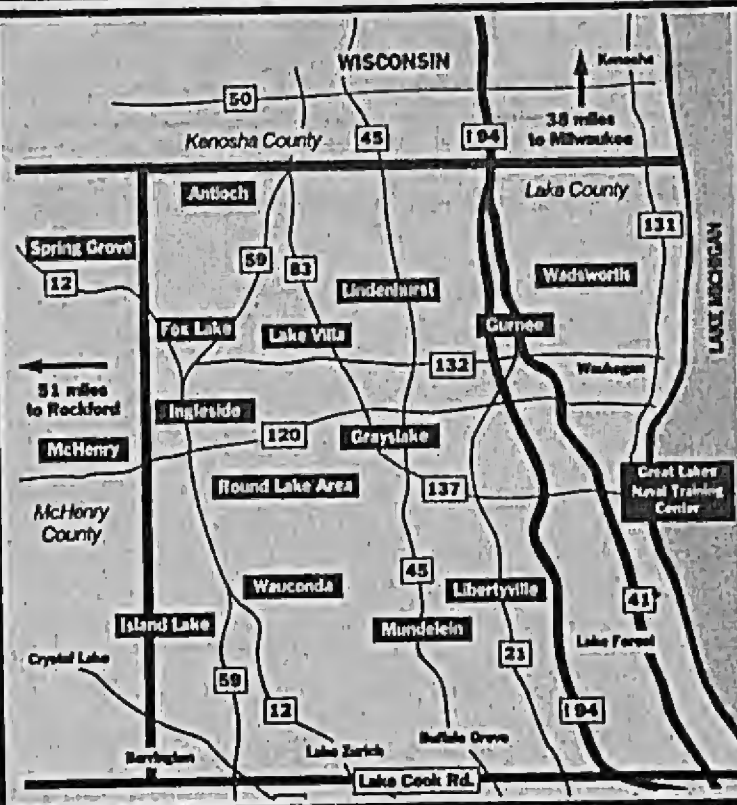 WISCONSIN
Kenosha
50
38 miles
to Milwaukee
Kenosha County
45
I 94
Antioch
Lake County
131
Spring Grove
12
59
83
Lindenhurst
Wadsworth
LAKE MICHIGAN
Fox Lake
Lake Villa
Gurnee
51 miles
to Rockford
132
Waukegan
Ingleside
McHenry
120
Grayslake
Round Lake Area
137
Great Lakes
Naval Training
Center
McHenry
County
45
Wauconda
Libertyville
41
Island Lake
Mundelein
Lake Forest
Crystal Lake
59
21
12
I 94
Barrington
Lake Zurich
Buffalo Grove
Lake Cook Rd.